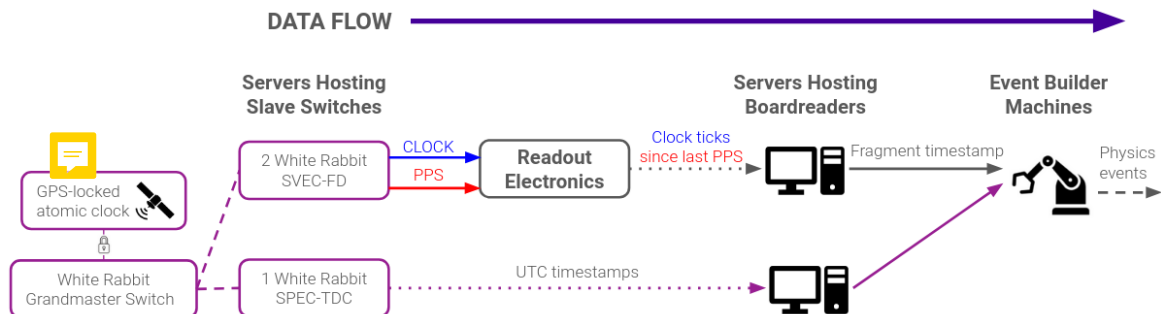 DATA FLOW
Servers Hosting
Slave Switches
Servers Hosting
Boardreaders
Event Builder
Machines
GPS-locked
atomic clock
2 White Rabbit
SVEC-FD
CLOCK
PPS
Readout
Electronics
Clock ticks
since last PPS
Fragment timestamp
Physics
events
White Rabbit
Grandmaster Switch
1 White Rabbit
SPEC-TDC
UTC timestamps